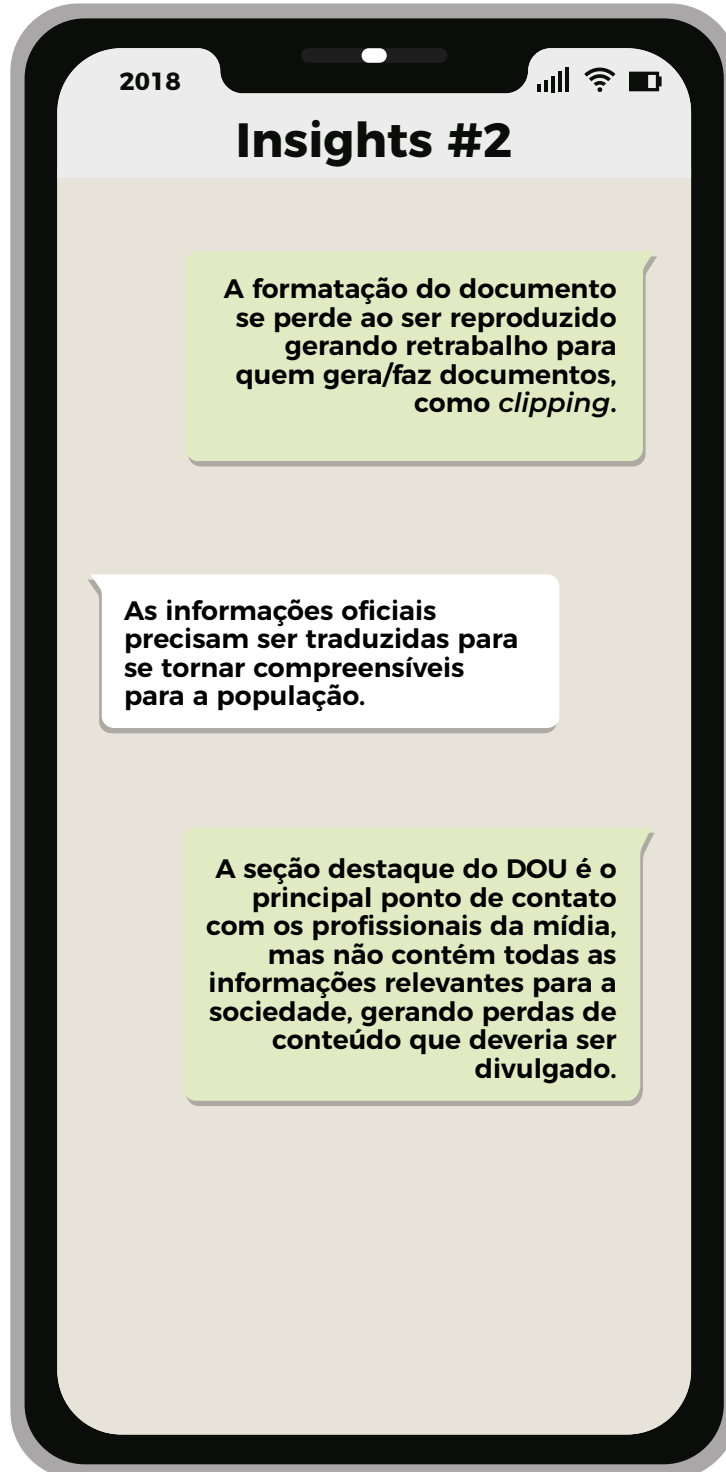 2018
Insights #2
A formatação do documento
se perde ao ser reproduzido
gerando retrabalho para
quem gera/faz documentos,
como clipping.
As informações oficiais
precisam ser traduzidas para
se tornar compreensíveis
para a população.
A seção destaque do DOU é o
principal ponto de contato
com os profissionais da mídia,
mas não contém todas as
informações relevantes para a
sociedade, gerando perdas de
conteúdo que deveria ser
divulgado.